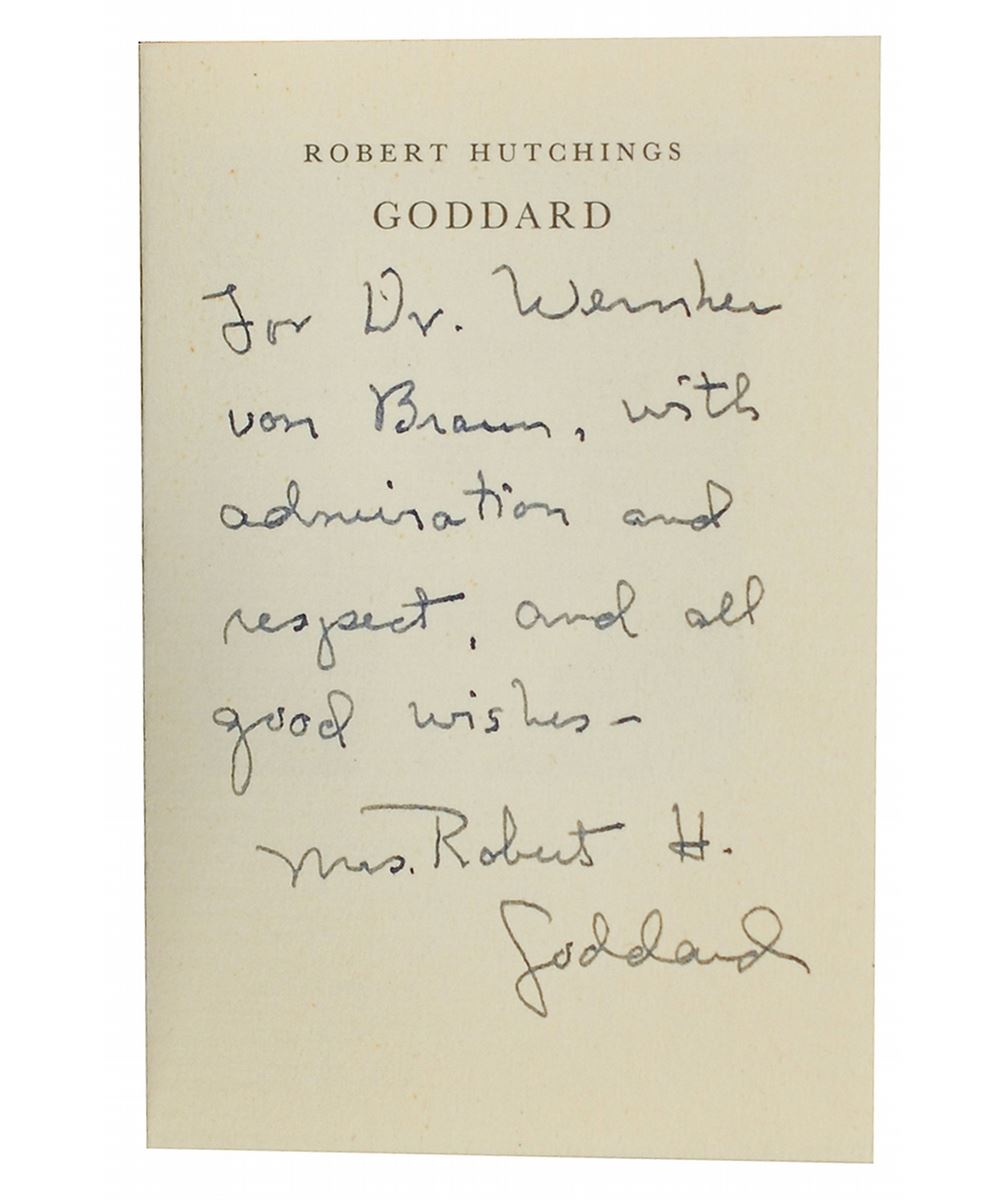 ROBERT HUTCHINGS
GODDARD
For Dr. Wernher
von Braun, with
admiration and
respect, and all
good wishes—
Mrs. Robert H.
Goddard